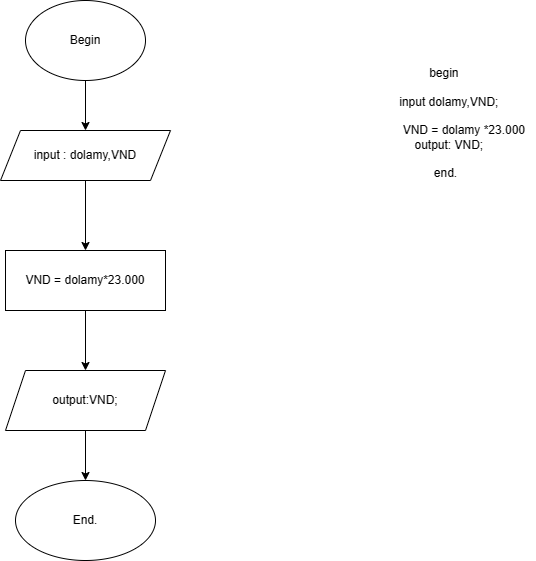 Begin
input : dolamy,VND
VND = dolamy*23.000
output:VND;
End.
begin
input dolamy,VND;
VND = dolamy *23.000
output: VND;
end.